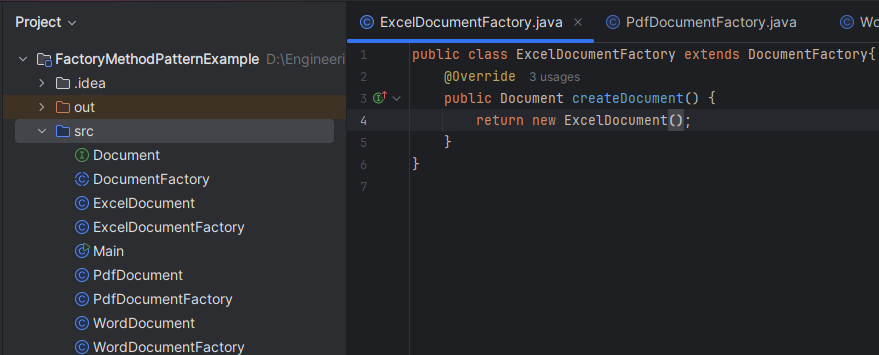 Project
FactoryMethodPatternExample D:\Engineeri
.idea
out
src
Document
DocumentFactory
ExcelDocument
ExcelDocumentFactory
Main
PdfDocument
PdfDocumentFactory
WordDocument
WordDocumentFactory
ExcelDocumentFactory.java × PdfDocumentFactory.java Wo
1 public class ExcelDocumentFactory extends DocumentFactory{
2 @Override 3 usages
3 public Document createDocument() {
4 return new ExcelDocument();
5 }
6 }
7